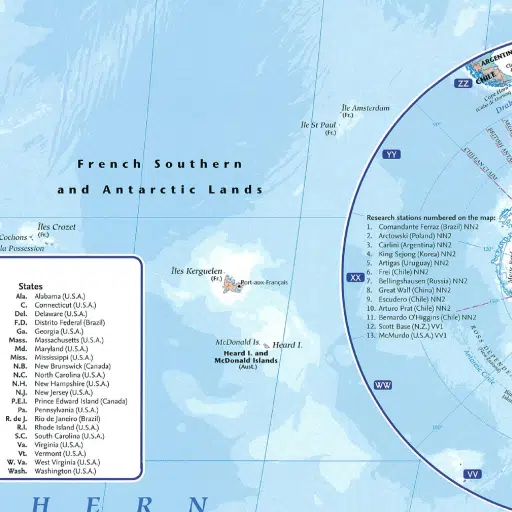 ARGENTIN
CHILE
ZZ
Île Amsterdam
(Fr.)
Île St Paul
(Fr.)
YY
French Southern
and Antarctic Lands
Îles Crozet
(Fr.)
Cochons
la Possession
Îles Kerguelen
(Fr.)
Port-aux-Français
McDonald Is.
Heard I.
Heard I. and
McDonald Islands
(Aust.)
Research stations numbered on the map:
1. Comandante Ferraz (Brazil) NN2
2. Arctowski (Poland) NN2
3. Carlini (Argentina) NN2
4. King Sejong (Korea) NN2
5. Artigas (Uruguay) NN2
6. Frei (Chile) NN2
7. Bellingshausen (Russia) NN2
8. Great Wall (China) NN2
9. Escudero (Chile) NN2
10. Arturo Prat (Chile) NN2
11. Bernardo O'Higgins (Chile) NN2
12. Scott Base (N.Z.) VV1
13. McMurdo (U.S.A.) VV1
XX
WW
VV
CHILEAN CLAIM
120°
Antarctic Circle
States
Ala. Alabama (U.S.A.)
C. Connecticut (U.S.A.)
Del. Delaware (U.S.A.)
F.D. Distrito Federal (Brazil)
Ga. Georgia (U.S.A.)
Mass. Massachusetts (U.S.A.)
Md. Maryland (U.S.A.)
Miss. Mississippi (U.S.A.)
N.B. New Brunswick (Canada)
N.C. North Carolina (U.S.A.)
N.H. New Hampshire (U.S.A.)
N.J. New Jersey (U.S.A.)
P.E.I. Prince Edward Island (Canada)
Pa. Pennsylvania (U.S.A.)
R. de J. Rio de Janeiro (Brazil)
R.I. Rhode Island (U.S.A.)
S.C. South Carolina (U.S.A.)
Va. Virginia (U.S.A.)
Vt. Vermont (U.S.A.)
W. Va. West Virginia (U.S.A.)
Wash. Washington (U.S.A.)
HERN